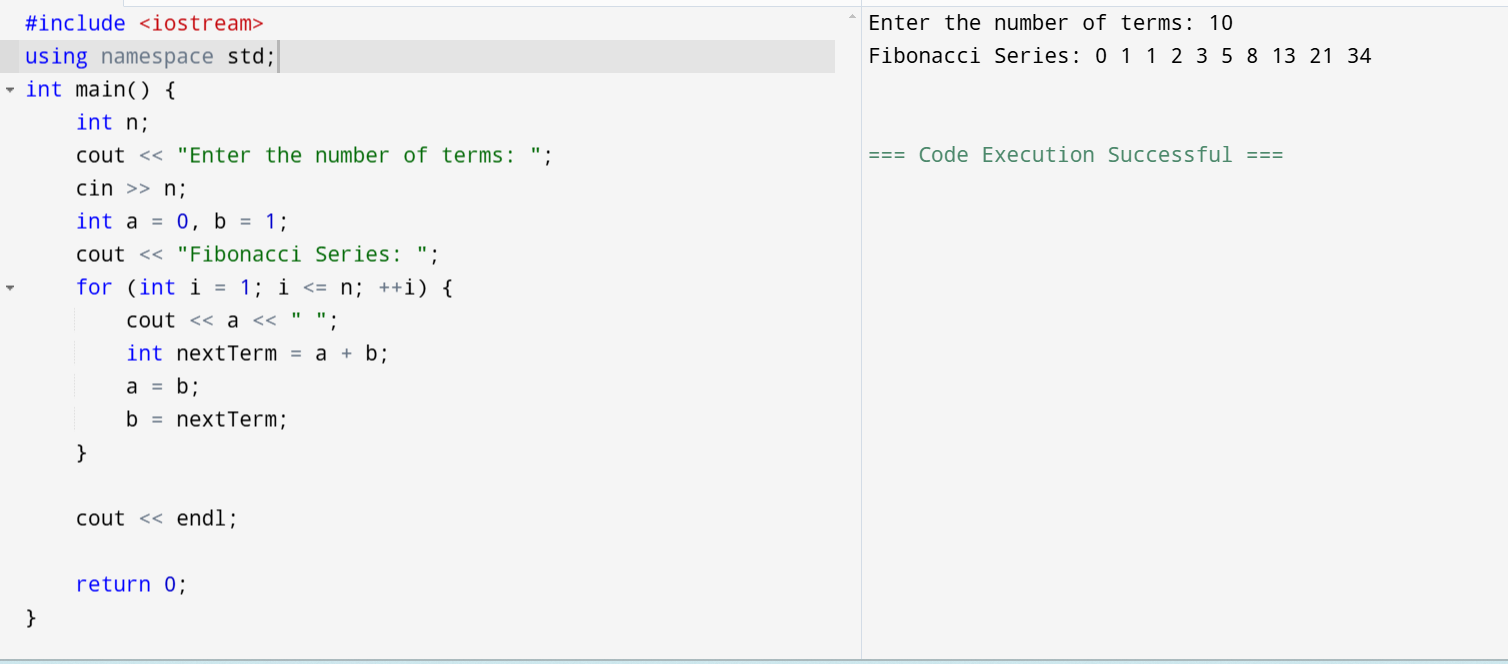 #include <iostream>
using namespace std;
int main() {
    int n;
    cout << "Enter the number of terms: ";
    cin >> n;
    int a = 0, b = 1;
    cout << "Fibonacci Series: ";
    for (int i = 1; i <= n; ++i) {
        cout << a << " ";
        int nextTerm = a + b;
        a = b;
        b = nextTerm;
    }
    cout << endl;
    return 0;
}
Enter the number of terms: 10
Fibonacci Series: 0 1 1 2 3 5 8 13 21 34
=== Code Execution Successful ===